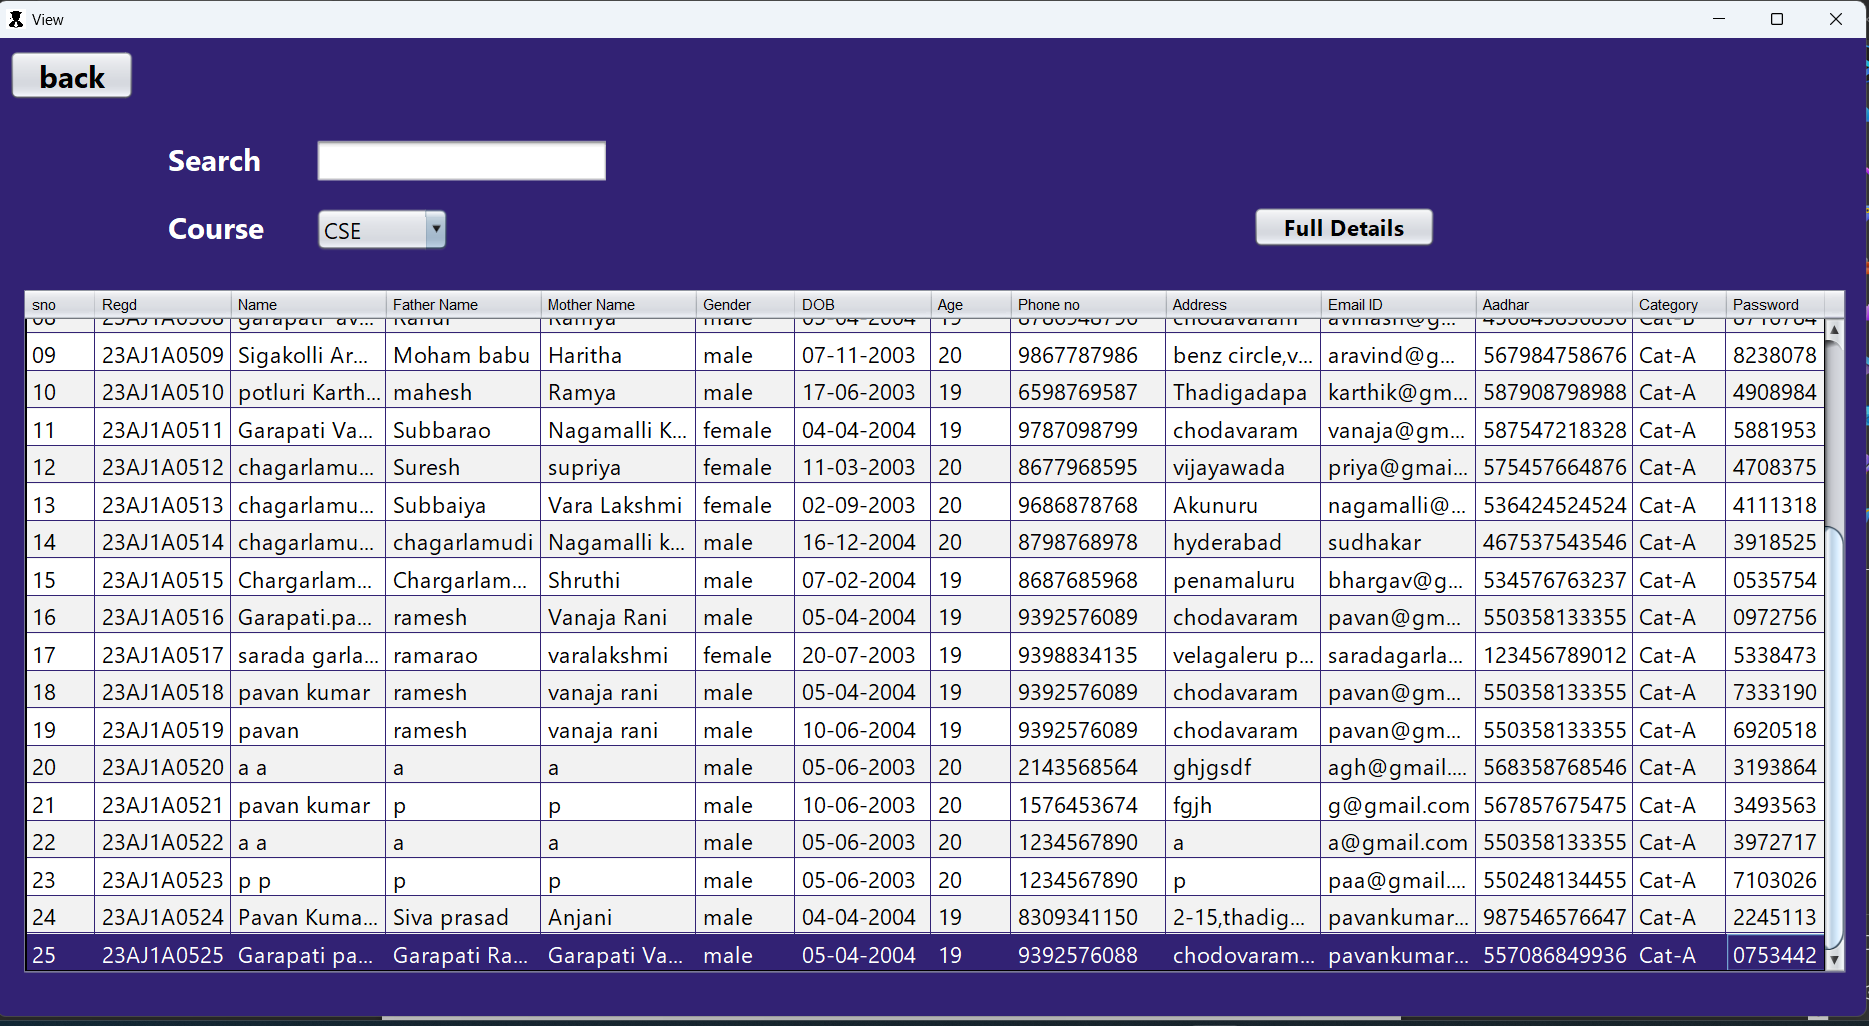 View
back
Search
Course CSE Full Details
sno Regd Name Father Name Mother Name Gender DOB Age Phone no Address Email ID Aadhar Category Password
09 23AJ1A0509 Sigakolli Ar... Moham babu Haritha male 07-11-2003 20 9867787986 benz circle,v... aravind@g... 567984758676 Cat-A 8238078
10 23AJ1A0510 potluri Karth... mahesh Ramya male 17-06-2003 19 6598769587 Thadigadapa karthik@gm... 587908798988 Cat-A 4908984
11 23AJ1A0511 Garapati Va... Subbarao Nagamalli K... female 04-04-2004 19 9787098799 chodavaram vanaja@gm... 587547218328 Cat-A 5881953
12 23AJ1A0512 chagarlamu... Suresh supriya female 11-03-2003 20 8677968595 vijayawada priya@gmai... 575457664876 Cat-A 4708375
13 23AJ1A0513 chagarlamu... Subbaiya Vara Lakshmi female 02-09-2003 20 9686878768 Akunuru nagamalli@... 536424524524 Cat-A 4111318
14 23AJ1A0514 chagarlamu... chagarlamudi Nagamalli k... male 16-12-2004 20 8798768978 hyderabad sudhakar 467537543546 Cat-A 3918525
15 23AJ1A0515 Chargarlam... Chargarlam... Shruthi male 07-02-2004 19 8687685968 penamaluru bhargav@g... 534576763237 Cat-A 0535754
16 23AJ1A0516 Garapati.pa... ramesh Vanaja Rani male 05-04-2004 19 9392576089 chodavaram pavan@gm... 550358133355 Cat-A 0972756
17 23AJ1A0517 sarada garla... ramarao varalakshmi female 20-07-2003 19 9398834135 velagaleru p... saradagarla... 123456789012 Cat-A 5338473
18 23AJ1A0518 pavan kumar ramesh vanaja rani male 05-04-2004 19 9392576089 chodavaram pavan@gm... 550358133355 Cat-A 7333190
19 23AJ1A0519 pavan ramesh vanaja rani male 10-06-2004 19 9392576089 chodavaram pavan@gm... 550358133355 Cat-A 6920518
20 23AJ1A0520 a a a a male 05-06-2003 20 2143568564 ghjgsdf agh@gmail.... 568358768546 Cat-A 3193864
21 23AJ1A0521 pavan kumar p p male 10-06-2003 20 1576453674 fgjh g@gmail.com 567857675475 Cat-A 3493563
22 23AJ1A0522 a a a a male 05-06-2003 20 1234567890 a a@gmail.com 550358133355 Cat-A 3972717
23 23AJ1A0523 p p p p male 05-06-2003 20 1234567890 p paa@gmail.... 550248134455 Cat-A 7103026
24 23AJ1A0524 Pavan Kuma... Siva prasad Anjani male 04-04-2004 19 8309341150 2-15,thadig... pavankumar... 987546576647 Cat-A 2245113
25 23AJ1A0525 Garapati pa... Garapati Ra... Garapati Va... male 05-04-2004 19 9392576088 chodovaram... pavankumar... 557086849936 Cat-A 0753442